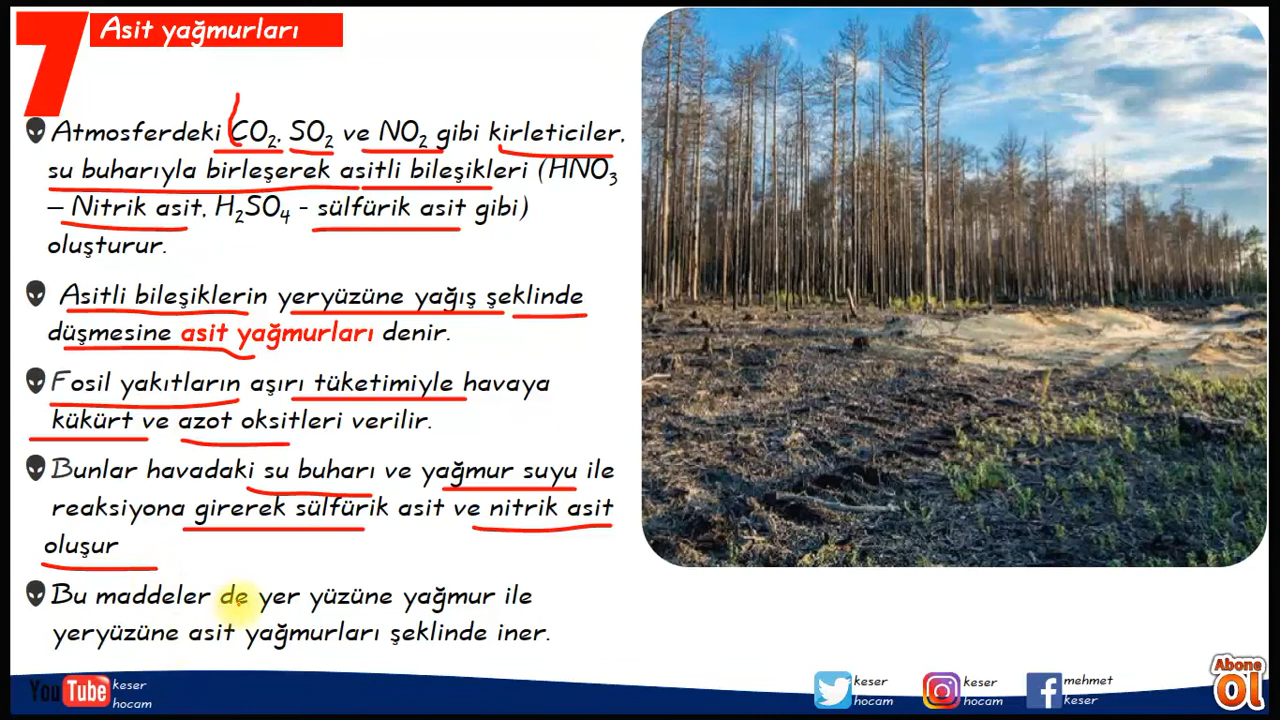 7
Asit yağmurları
Atmosferdeki CO₂, SO₂ ve NO₂ gibi kirleticiler,
su buharıyla birleşerek asitli bileşikleri (HNO₃
– Nitrik asit, H₂SO₄ - sülfürik asit gibi)
oluşturur.
Asitli bileşiklerin yeryüzüne yağış şeklinde
düşmesine asit yağmurları denir.
Fosil yakıtların aşırı tüketimiyle havaya
kükürt ve azot oksitleri verilir.
Bunlar havadaki su buharı ve yağmur suyu ile
reaksiyona girerek sülfürik asit ve nitrik asit
oluşur
Bu maddeler de yer yüzüne yağmur ile
yeryüzüne asit yağmurları şeklinde iner.
YouTube keser hocam
keser hocam
keser hocam
mehmet keser
Abone ol